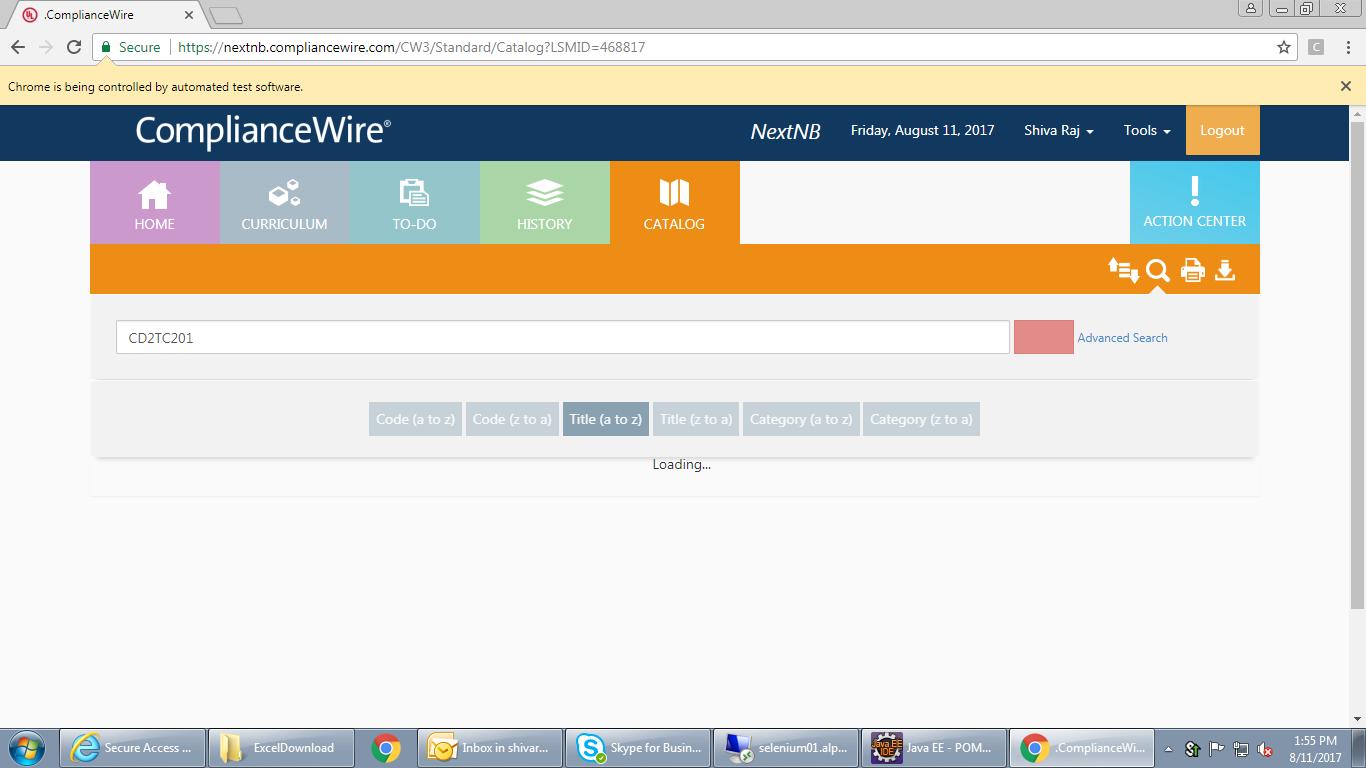 .ComplianceWire
Secure https://nextnb.compliancewire.com/CW3/Standard/Catalog?LSMID=468817
C
Chrome is being controlled by automated test software.
ComplianceWire®
NextNB Friday, August 11, 2017 Shiva Raj Tools Logout
HOME CURRICULUM TO-DO HISTORY CATALOG ACTION CENTER
CD2TC201
Advanced Search
Code (a to z) Code (z to a) Title (a to z) Title (z to a) Category (a to z) Category (z to a)
Loading...
Secure Access ... ExcelDownload Inbox in shivar... Skype for Busin... selenium01.alp... Java EE - POM... .ComplianceWi... 1:55 PM
8/11/2017